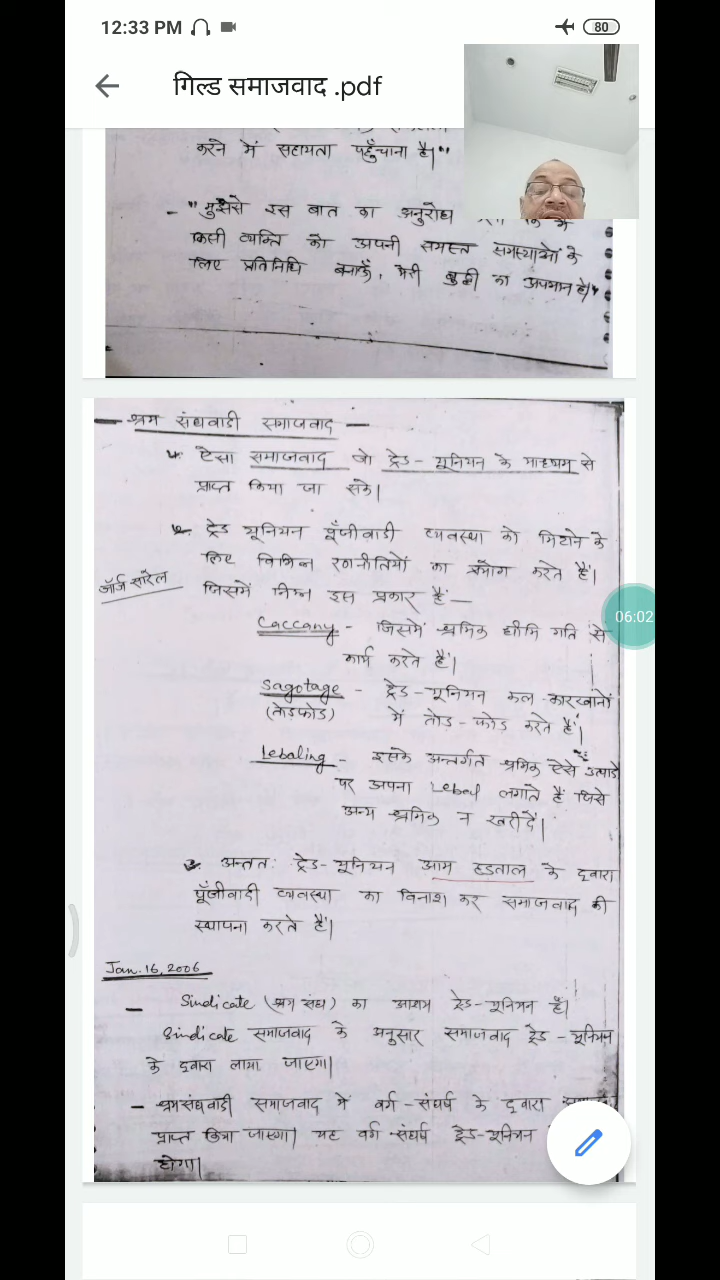 12:33 PM
80
गिल्ड समाजवाद .pdf
करने में सहायता पहुँचाना है।"
- "मुझसे इस बात का अनुरोध
किसी व्यक्ति को अपनी समस्त समस्याओं के
लिए प्रतिनिधि बनाऊँ, मेरी बुद्धी का अपमान है।"
— श्रम संघवादी समाजवाद —
ऐसा समाजवाद जो ट्रेड-यूनियन के माध्यम से
प्राप्त किया जा सके।
ट्रेड यूनियन पूँजीवादी व्यवस्था को मिटाने के
लिए विभिन्न रणनीतियों का प्रयोग करते हैं।
जॉर्ज सॉरेल
जिसमें निम्न इस प्रकार हैं:—
06:02
Caccany - जिसमें श्रमिक धीमि गति से
कार्य करते हैं।
Sagotage - ट्रेड-यूनियन कल-कारखानों
(तोडफोड) में तोड-फोड करते हैं।
Lebaling - इसके अन्तर्गत श्रमिक ऐसे
पर अपना Lebal लगाते हैं जिसे
अन्य श्रमिक न खरीदें।
अन्तत: ट्रेड-यूनियन आम हडताल के द्वारा
पूँजीवादी व्यवस्था का विनाश कर समाजवाद की
स्थापना करते हैं।
Jan. 16, 2006
- Sindicate (श्रम संघ) का आशय ट्रेड-यूनियन हैं।
Sindicate समाजवाद के अनुसार समाजवाद ट्रेड-यूनियन
के द्वारा लाया जाएगा।
- श्रमसंघवादी समाजवाद में वर्ग-संघर्ष के द्वारा
प्राप्त किया जाएगा। यह वर्ग संघर्ष ट्रेड-यूनियन
होगा।